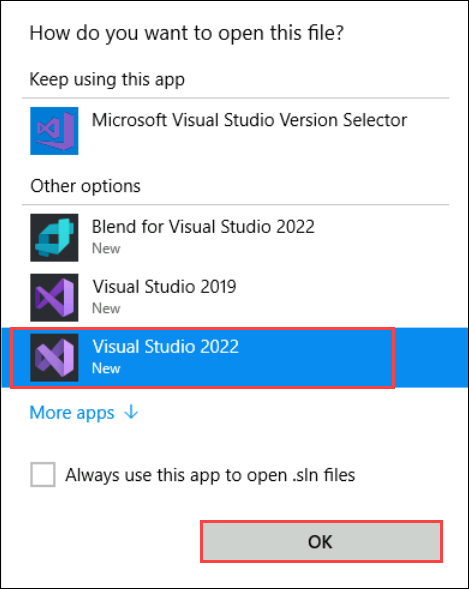 How do you want to open this file?
Keep using this app
Microsoft Visual Studio Version Selector
Other options
Blend for Visual Studio 2022
New
Visual Studio 2019
New
Visual Studio 2022
New
More apps ↓
Always use this app to open .sln files
OK